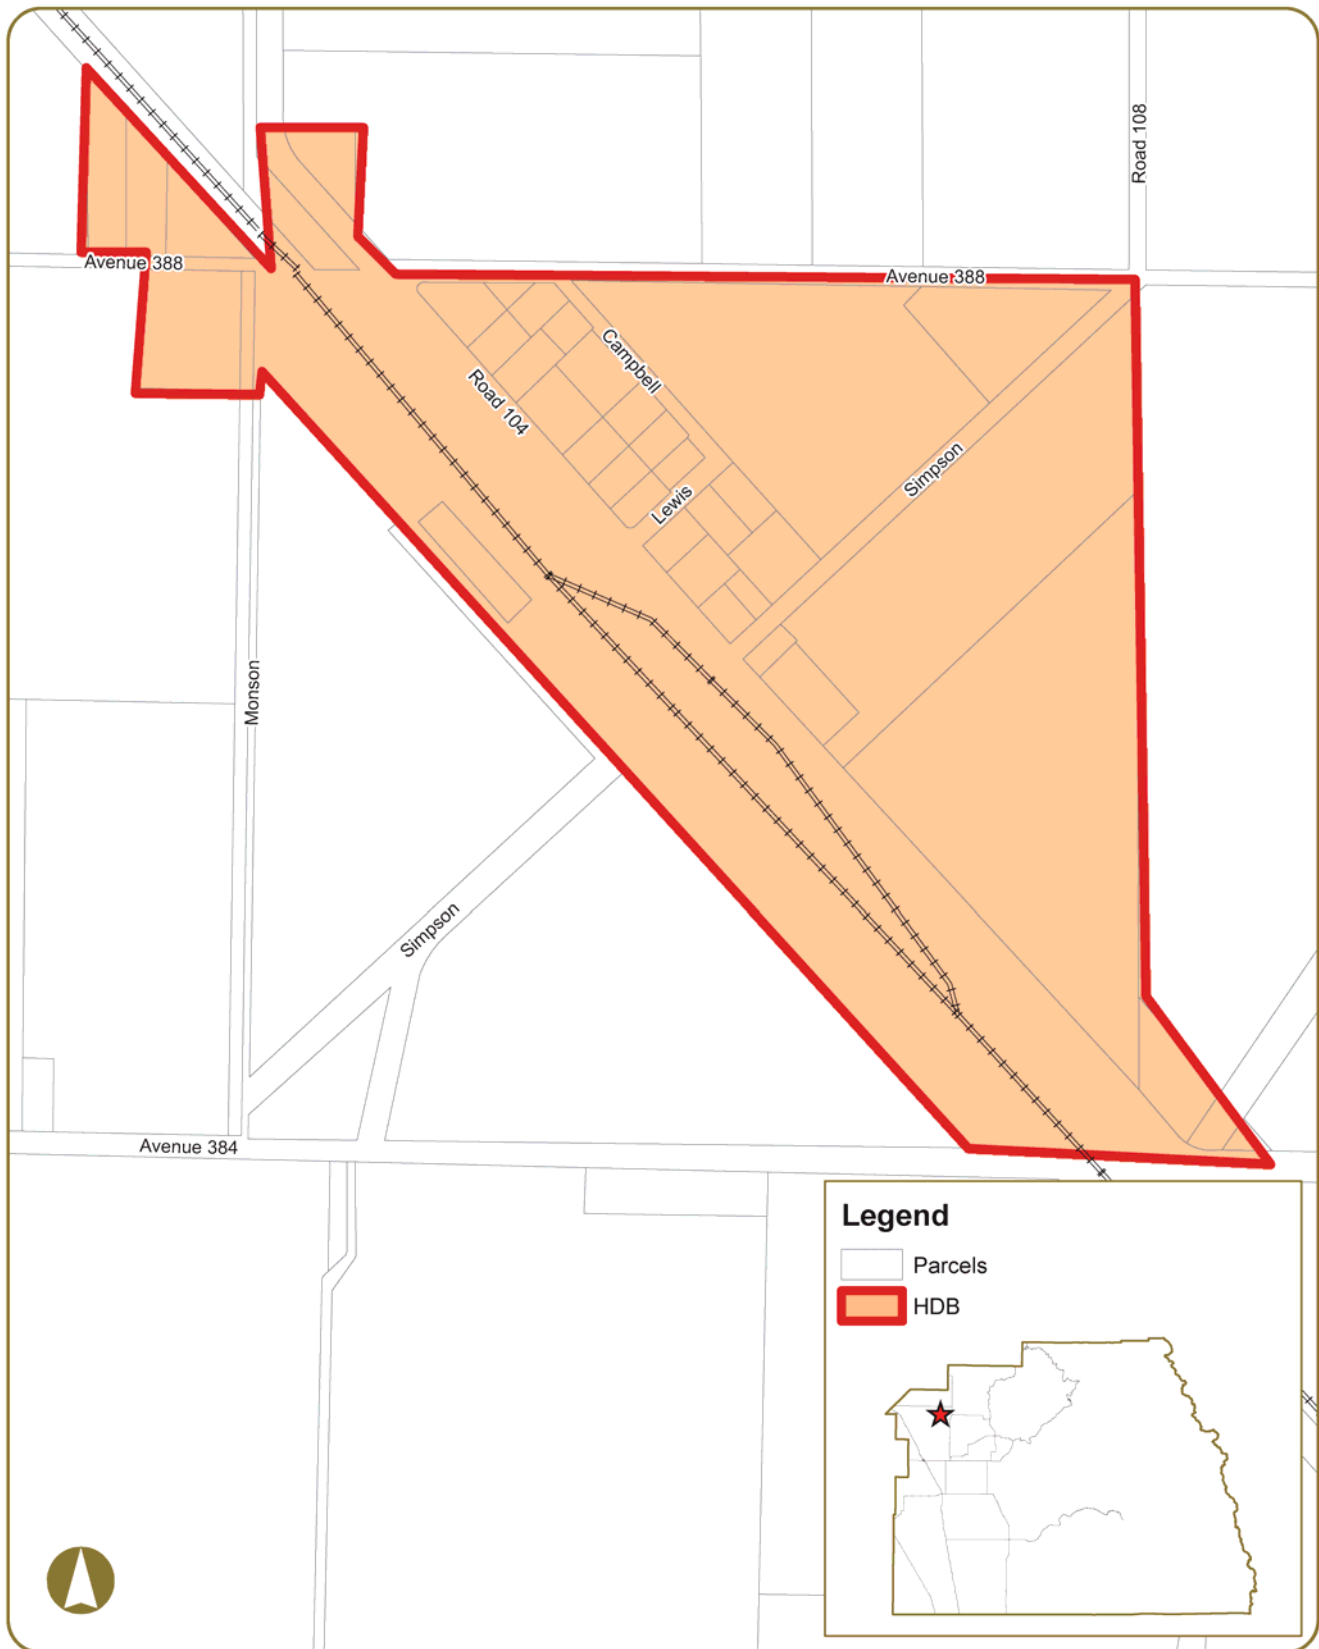 Road 108
Avenue 388
Avenue 388
Campbell
Road 104
Simpson
Lewis
Monson
Simpson
Avenue 384
Legend
Parcels
HDB